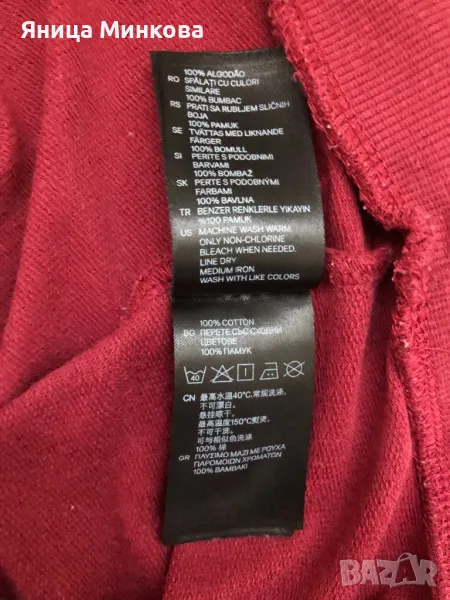 Яница Минкова
100% ALGODÃO
RO SPĂLAȚI CU CULORI
SIMILARE
100% BUMBAC
RS PRATI SA RUBLJEM SLIČNIH
BOJA
100% PAMUK
SE TVÄTTAS MED LIKNANDE
FÄRGER
100% BOMULL
SI PERITE S PODOBNIMI
BARVAMI
100% BOMBAŽ
SK PERTE S PODOBNÝMI
FARBAMI
100% BAVLNA
TR BENZER RENKLERLE YIKAYIN
%100 PAMUK
US MACHINE WASH WARM.
ONLY NON-CHLORINE
BLEACH WHEN NEEDED.
LINE DRY
MEDIUM IRON
WASH WITH LIKE COLORS
100% COTTON
BG ПЕРЕТЕ СЪС СХОДНИ
ЦВЕТОВЕ
100% ПАМУК
40
CN 最高水温40°C,常规洗涤.
不可漂白。
悬挂晾干。
最高温度150°C熨烫。
不可干洗。
可与相似色洗涤
100% 棉
GR ΠΛΥΣΙΜΟ ΜΑΖΙ ΜΕ ΡΟΥΧΑ
ΠΑΡΟΜΟΙΩΝ ΧΡΩΜΑΤΩΝ
100% ΒΑΜΒΑΚΙ
BAZAR